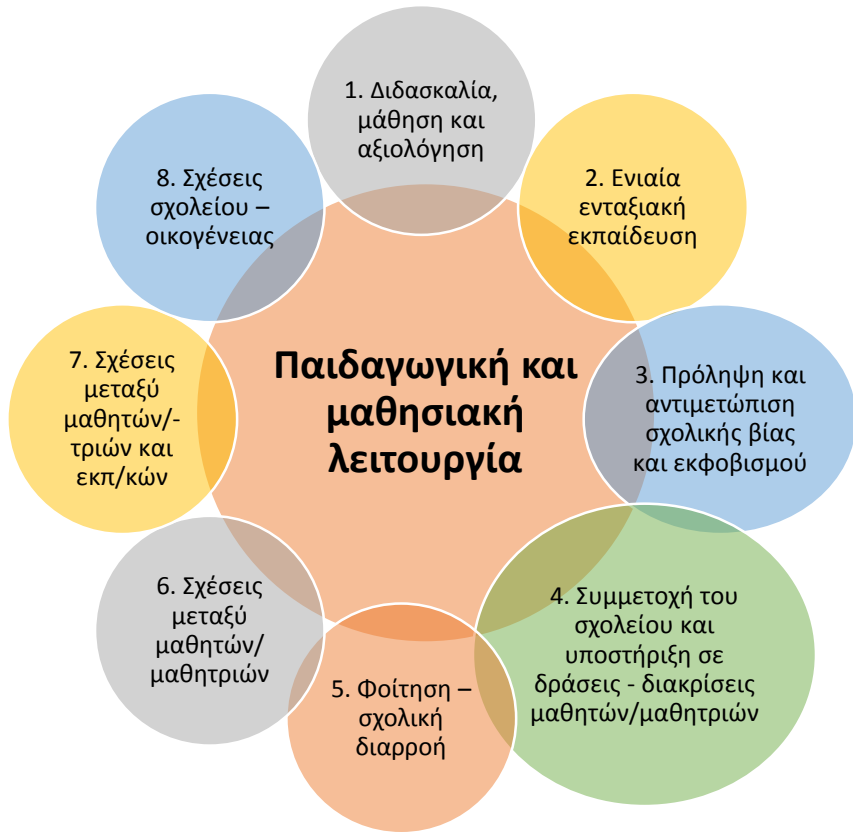 Παιδαγωγική και
μαθησιακή
λειτουργία
1. Διδασκαλία,
μάθηση και
αξιολόγηση
2. Ενιαία
ενταξιακή
εκπαίδευση
3. Πρόληψη και
αντιμετώπιση
σχολικής βίας
και εκφοβισμού
4. Συμμετοχή του
σχολείου και
υποστήριξη σε
δράσεις - διακρίσεις
μαθητών/μαθητριών
5. Φοίτηση –
σχολική
διαρροή
6. Σχέσεις
μεταξύ
μαθητών/
μαθητριών
7. Σχέσεις
μεταξύ
μαθητών/-
τριών και
εκπ/κών
8. Σχέσεις
σχολείου –
οικογένειας